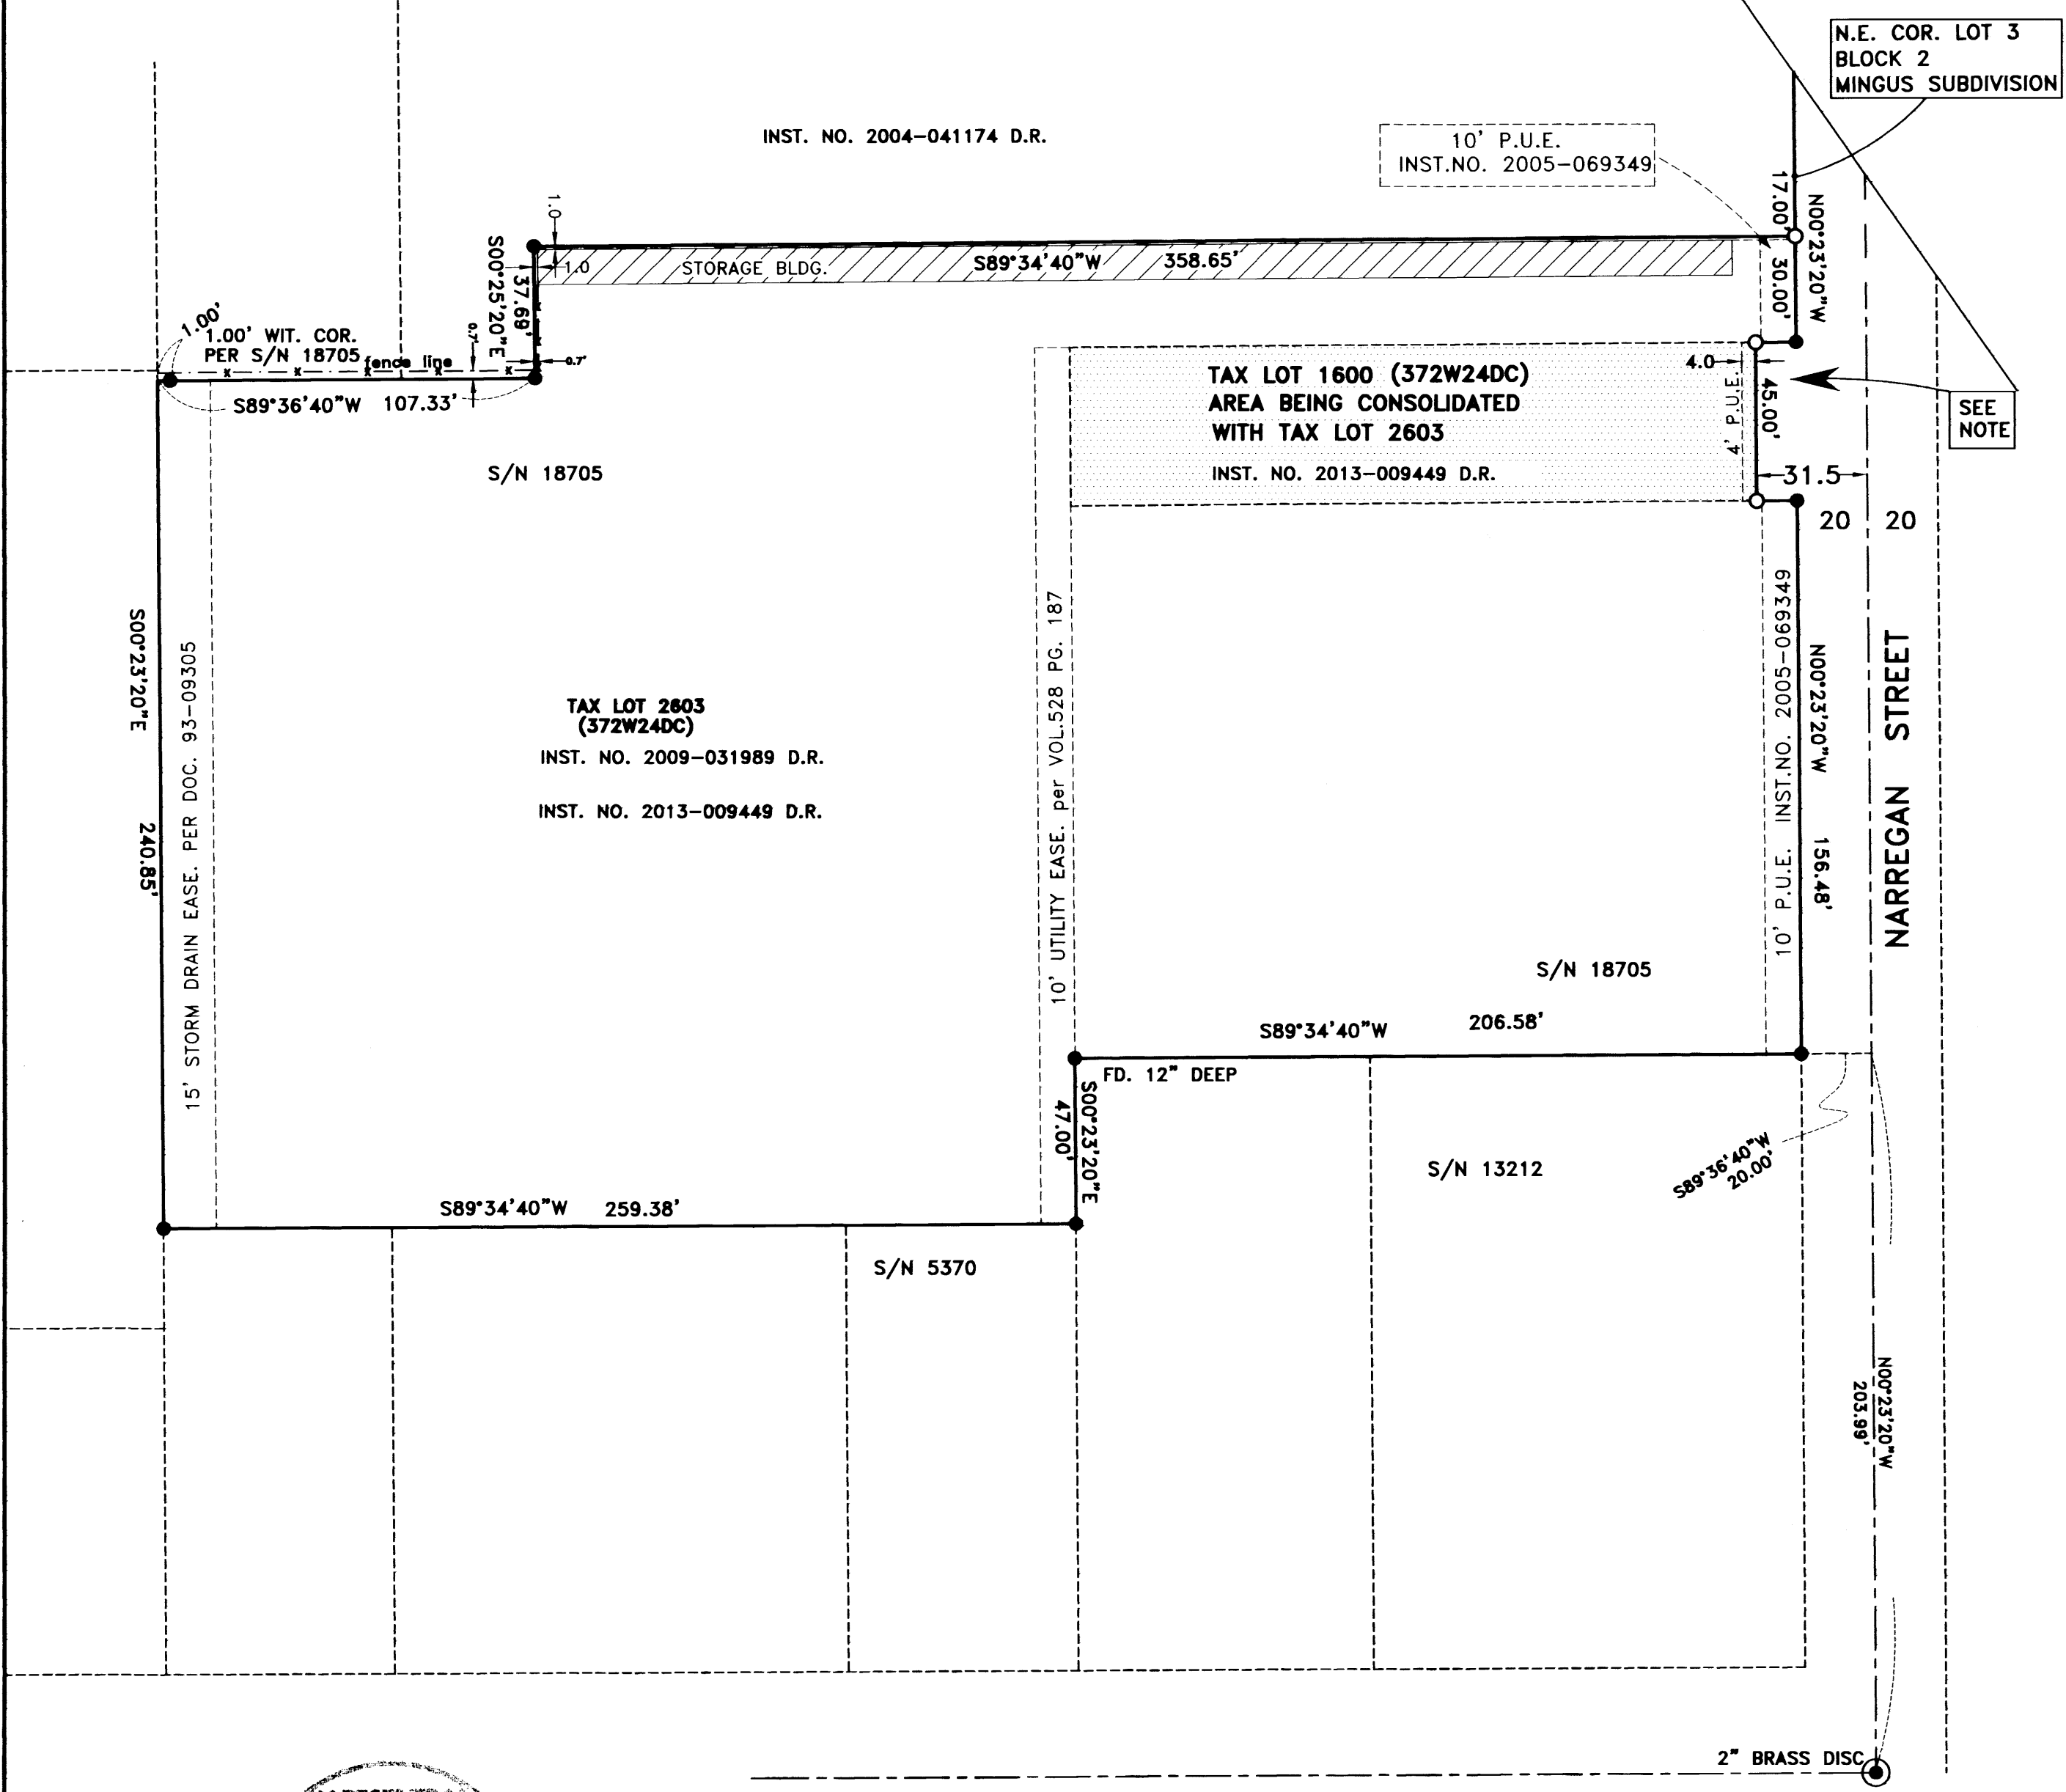 N.E. COR. LOT 3
BLOCK 2
MINGUS SUBDIVISION
INST. NO. 2004-041174 D.R.
10' P.U.E.
INST.NO. 2005-069349
17.00'
N00°23'20"W
30.00'
1.0
1.0
STORAGE BLDG.
S89°34'40"W 358.65'
S00°25'20"E
37.69'
1.00'
1.00' WIT. COR.
PER S/N 18705
fence line
0.7'
0.7'
S89°36'40"W 107.33'
TAX LOT 1600 (372W24DC)
AREA BEING CONSOLIDATED
WITH TAX LOT 2603
INST. NO. 2013-009449 D.R.
4.0
4' P.U.E.
45.00'
SEE
NOTE
31.5
20 20
S/N 18705
S00°23'20"E
240.85'
15' STORM DRAIN EASE. PER DOC. 93-09305
TAX LOT 2603
(372W24DC)
INST. NO. 2009-031989 D.R.
INST. NO. 2013-009449 D.R.
10' UTILITY EASE. per VOL.528 PG. 187
10' P.U.E. INST.NO. 2005-069349
N00°23'20"W 156.48'
NARREGAN STREET
S/N 18705
S89°34'40"W 206.58'
FD. 12" DEEP
S00°23'20"E
47.00'
S89°36'40"W
20.00'
S/N 13212
S89°34'40"W 259.38'
S/N 5370
N00°23'20"W
203.99'
2" BRASS DISC